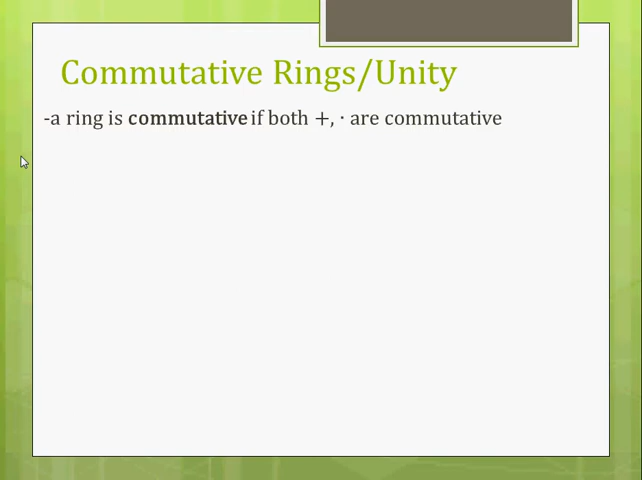 Commutative Rings/Unity
-a ring is commutative if both +, · are commutative